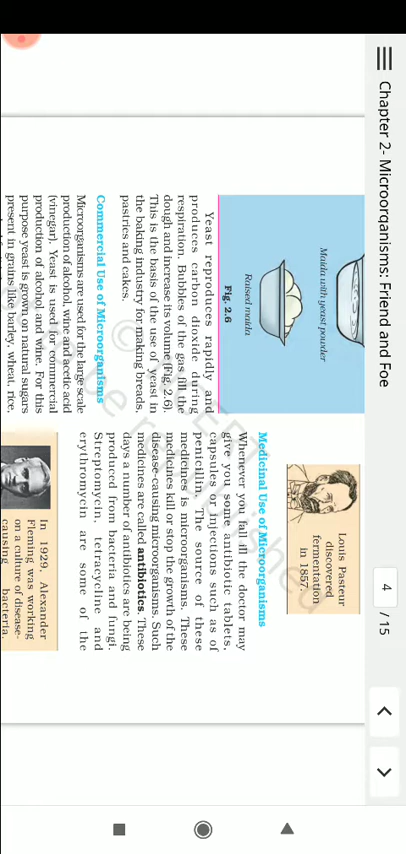 Chapter 2- Microorganisms: Friend and Foe
4 / 15
Maida with yeast powder
Raised maida
Fig. 2.6
Yeast reproduces rapidly and
produces carbon dioxide during
respiration. Bubbles of the gas fill the
dough and increase its volume (Fig. 2.6).
This is the basis of the use of yeast in
the baking industry for making breads,
pastries and cakes.
Commercial Use of Microorganisms
Microorganisms are used for the large scale
production of alcohol, wine and acetic acid
(vinegar). Yeast is used for commercial
production of alcohol and wine. For this
purpose yeast is grown on natural sugars
present in grains like barley, wheat, rice,
Louis Pasteur
discovered
fermentation
in 1857.
Medicinal Use of Microorganisms
Whenever you fall ill the doctor may
give you some antibiotic tablets,
capsules or injections such as of
penicillin. The source of these
medicines is microorganisms. These
medicines kill or stop the growth of the
disease-causing microorganisms. Such
medicines are called antibiotics. These
days a number of antibiotics are being
produced from bacteria and fungi.
Streptomycin, tetracycline and
erythromycin are some of the
In 1929, Alexander
Fleming was working
on a culture of disease-
causing bacteria.